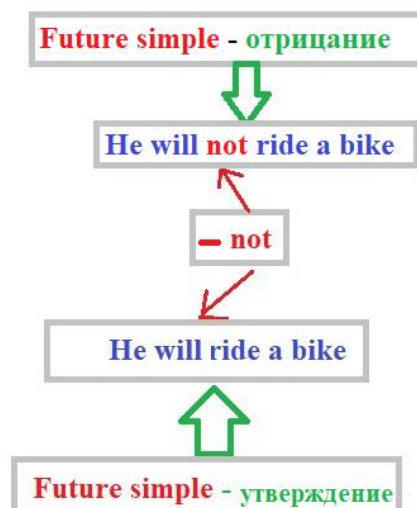 Future simple - отрицание
He will not ride a bike
– not
He will ride a bike
Future simple - утверждение